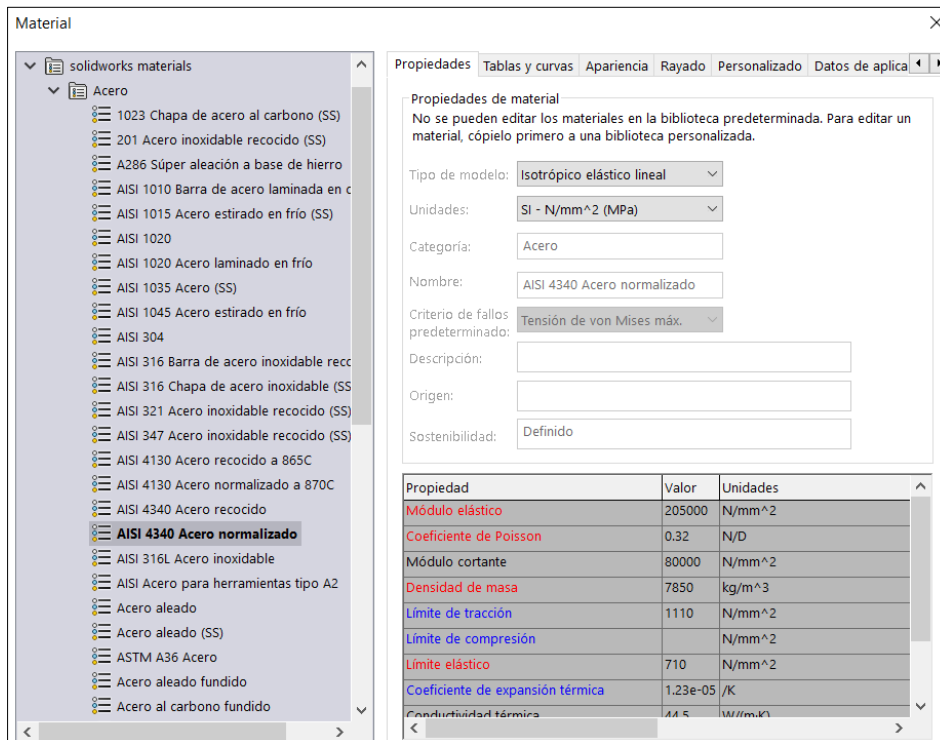 Material
solidworks materials
Acero
1023 Chapa de acero al carbono (SS)
201 Acero inoxidable recocido (SS)
A286 Súper aleación a base de hierro
AISI 1010 Barra de acero laminada en c
AISI 1015 Acero estirado en frío (SS)
AISI 1020
AISI 1020 Acero laminado en frío
AISI 1035 Acero (SS)
AISI 1045 Acero estirado en frío
AISI 304
AISI 316 Barra de acero inoxidable reco
AISI 316 Chapa de acero inoxidable (SS
AISI 321 Acero inoxidable recocido (SS)
AISI 347 Acero inoxidable recocido (SS)
AISI 4130 Acero recocido a 865C
AISI 4130 Acero normalizado a 870C
AISI 4340 Acero recocido
AISI 4340 Acero normalizado
AISI 316L Acero inoxidable
AISI Acero para herramientas tipo A2
Acero aleado
Acero aleado (SS)
ASTM A36 Acero
Acero aleado fundido
Acero al carbono fundido
Propiedades Tablas y curvas Apariencia Rayado Personalizado Datos de aplica
Propiedades de material
No se pueden editar los materiales en la biblioteca predeterminada. Para editar un
material, cópielo primero a una biblioteca personalizada.
Tipo de modelo: Isotrópico elástico lineal
Unidades: SI - N/mm^2 (MPa)
Categoría: Acero
Nombre: AISI 4340 Acero normalizado
Criterio de fallos
predeterminado: Tensión de von Mises máx.
Descripción:
Origen:
Sostenibilidad: Definido
Propiedad Valor Unidades
Módulo elástico 205000 N/mm^2
Coeficiente de Poisson 0.32 N/D
Módulo cortante 80000 N/mm^2
Densidad de masa 7850 kg/m^3
Límite de tracción 1110 N/mm^2
Límite de compresión N/mm^2
Límite elástico 710 N/mm^2
Coeficiente de expansión térmica 1.23e-05 /K
Conductividad térmica 44.5 W/(m·K)